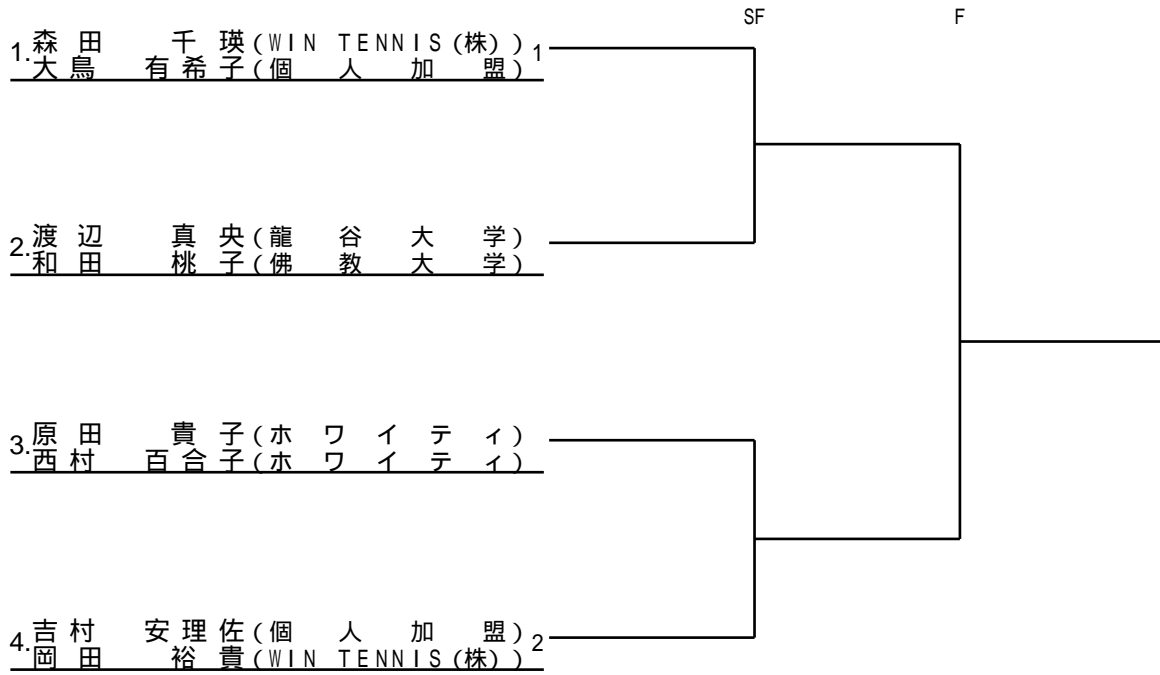 SF F
1. 森田 千瑛(WIN TENNIS(株)) 1
大鳥 有希子(個人加盟)
2. 渡辺 真央(龍谷大学)
和田 桃子(佛教大学)
3. 原田 貴子(ホワイティ)
西村 百合子(ホワイティ)
4. 吉村 安理佐(個人加盟) 2
岡田 裕貴(WIN TENNIS(株))